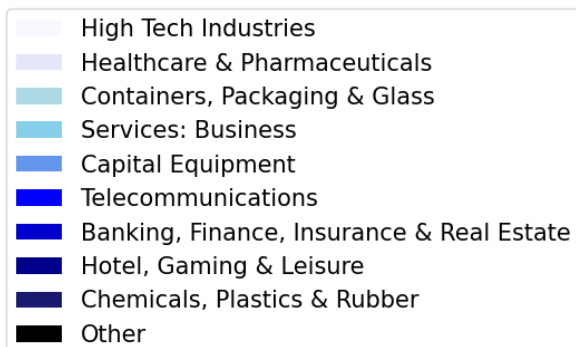 High Tech Industries
Healthcare & Pharmaceuticals
Containers, Packaging & Glass
Services: Business
Capital Equipment
Telecommunications
Banking, Finance, Insurance & Real Estate
Hotel, Gaming & Leisure
Chemicals, Plastics & Rubber
Other